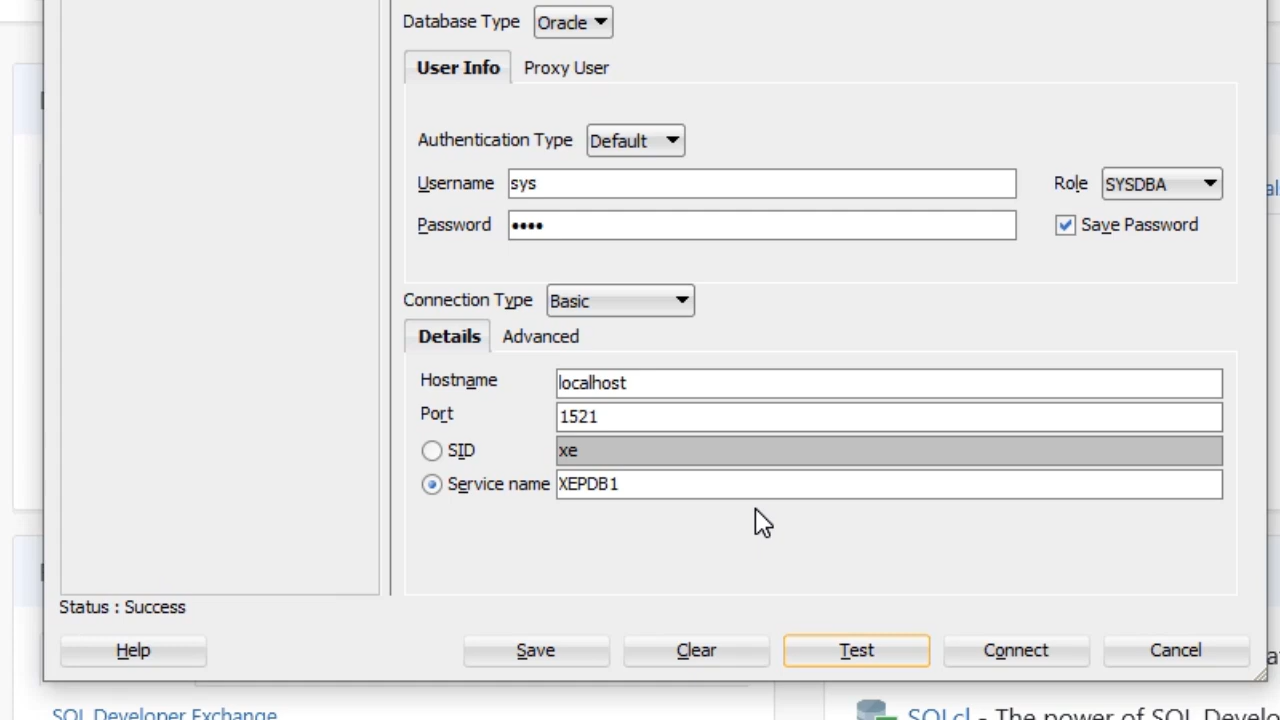 Database Type Oracle
User Info Proxy User
Authentication Type Default
Username sys Role SYSDBA
Password •••• Save Password
Connection Type Basic
Details Advanced
Hostname localhost
Port 1521
SID xe
Service name XEPDB1
Status : Success
Help Save Clear Test Connect Cancel
SQL Developer Exchange
SQLcl - The power of SQL Develo